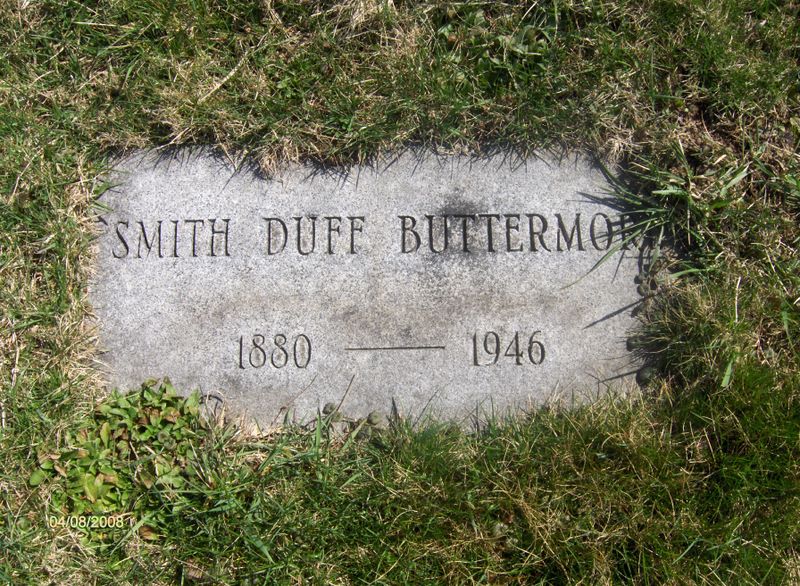 SMITH DUFF BUTTERMOR
1880 — 1946
04/08/2008